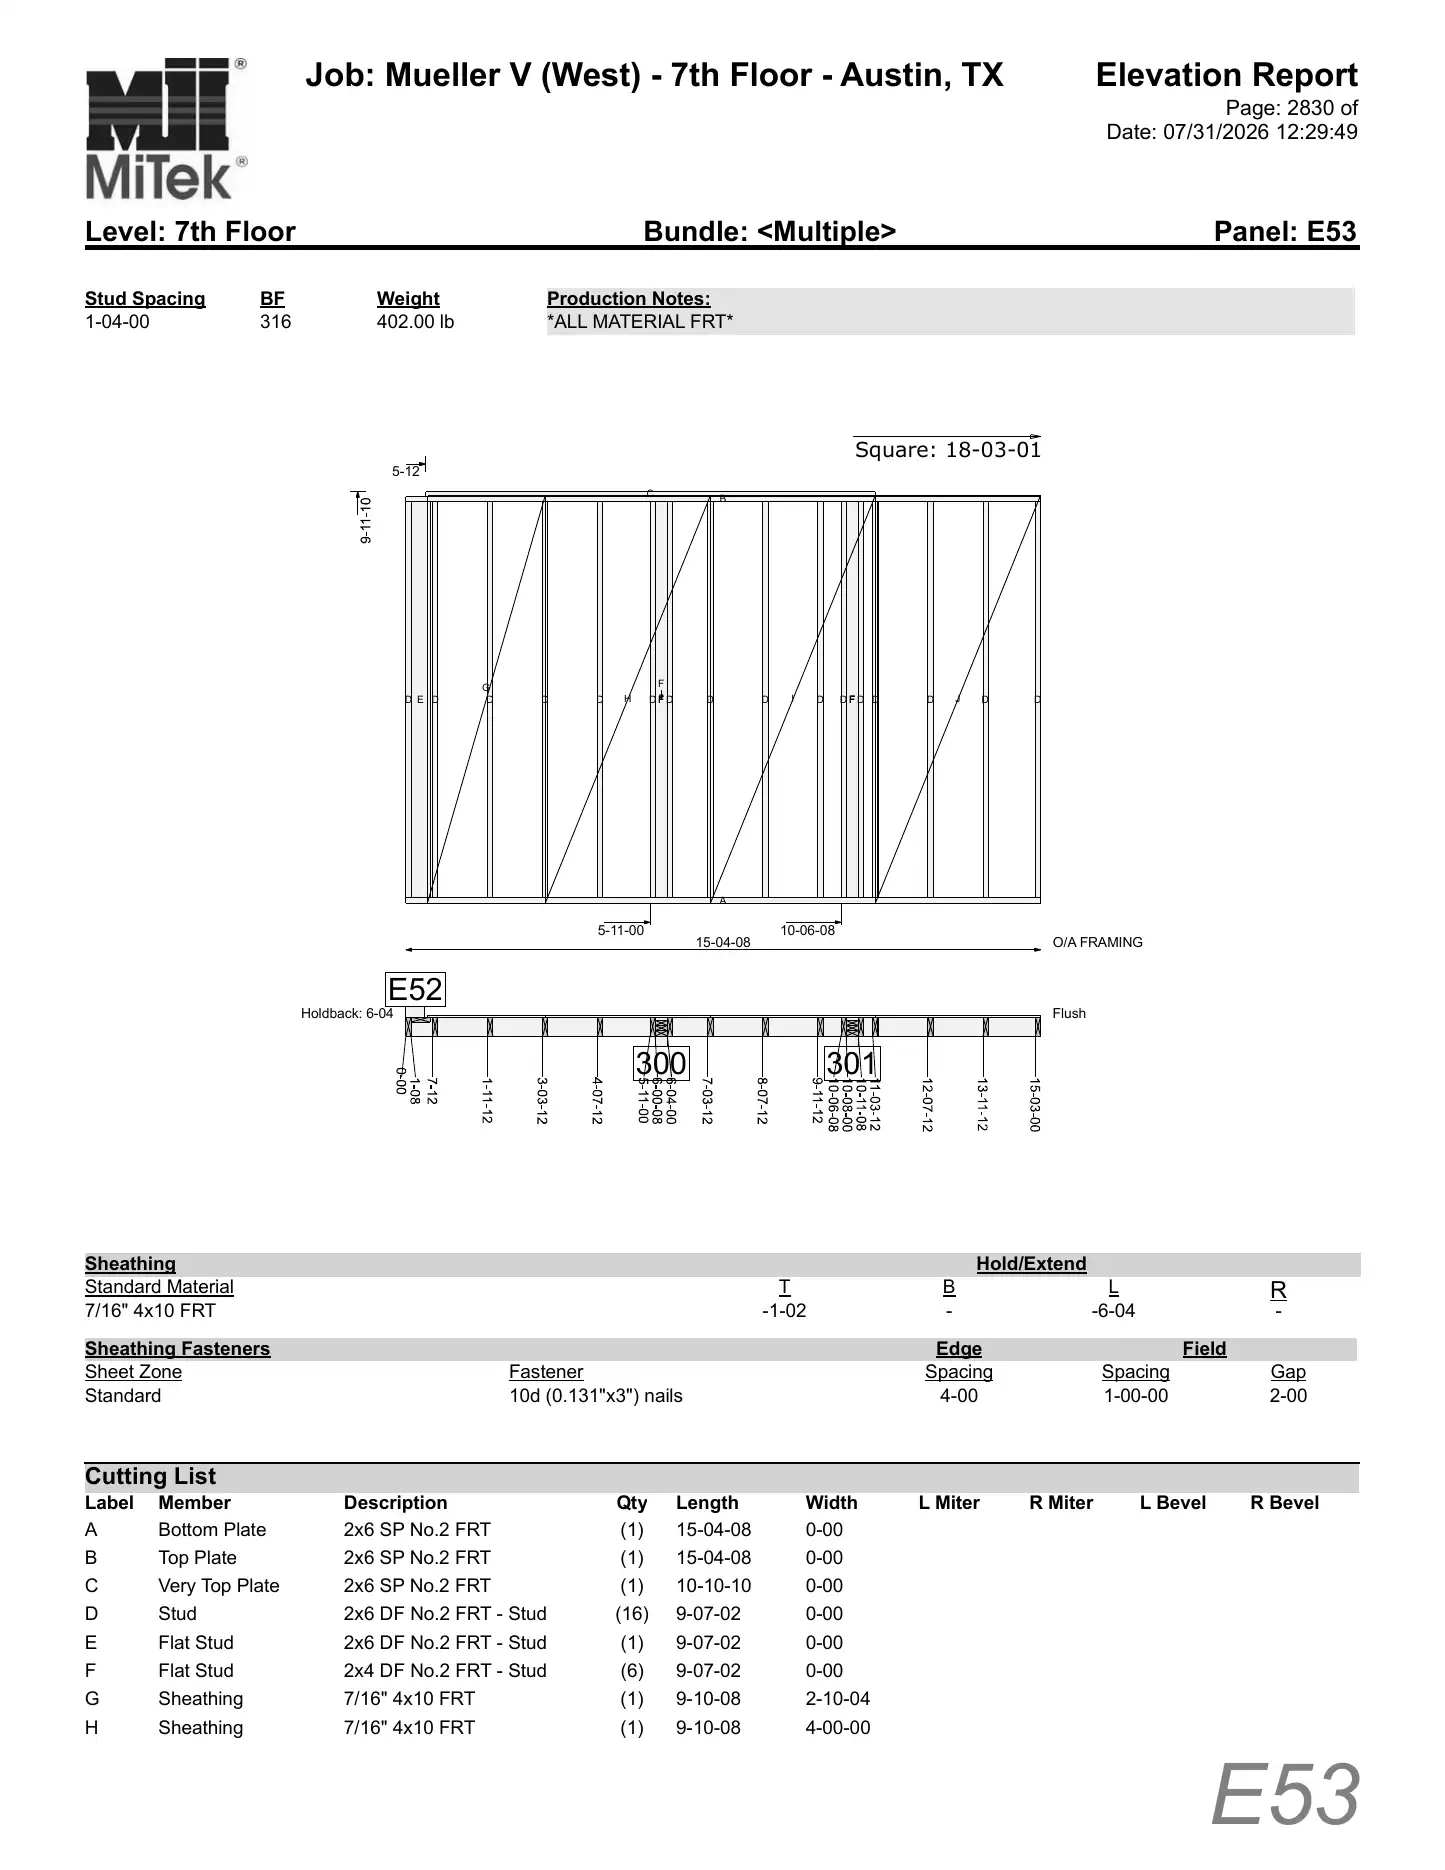 Job: Mueller V (West) - 7th Floor - Austin, TX
Elevation Report
Page: 2830 of
Date: 07/31/2026 12:29:49
MiTek®
Level: 7th Floor Bundle: <Multiple> Panel: E53
Stud Spacing BF Weight Production Notes:
1-04-00 316 402.00 lb *ALL MATERIAL FRT*
Square: 18-03-01
5-12
9-11-10
C
B
F
G
D E D D D D H D F D D D I D D F D D D J D D
A
5-11-00 10-06-08
15-04-08 O/A FRAMING
E52
Holdback: 6-04 Flush
300 301
0-00 1-08 7-12 1-11-12 3-03-12 4-07-12 5-11-00 6-00-08 6-04-00 7-03-12 8-07-12 9-11-12 10-06-08 10-08-00 10-11-08 11-03-12 12-07-12 13-11-12 15-03-00
Sheathing Hold/Extend
Standard Material T B L R
7/16" 4x10 FRT -1-02 - -6-04 -
Sheathing Fasteners Edge Field
Sheet Zone Fastener Spacing Spacing Gap
Standard 10d (0.131"x3") nails 4-00 1-00-00 2-00
Cutting List
Label Member Description Qty Length Width L Miter R Miter L Bevel R Bevel
A Bottom Plate 2x6 SP No.2 FRT (1) 15-04-08 0-00
B Top Plate 2x6 SP No.2 FRT (1) 15-04-08 0-00
C Very Top Plate 2x6 SP No.2 FRT (1) 10-10-10 0-00
D Stud 2x6 DF No.2 FRT - Stud (16) 9-07-02 0-00
E Flat Stud 2x6 DF No.2 FRT - Stud (1) 9-07-02 0-00
F Flat Stud 2x4 DF No.2 FRT - Stud (6) 9-07-02 0-00
G Sheathing 7/16" 4x10 FRT (1) 9-10-08 2-10-04
H Sheathing 7/16" 4x10 FRT (1) 9-10-08 4-00-00
E53